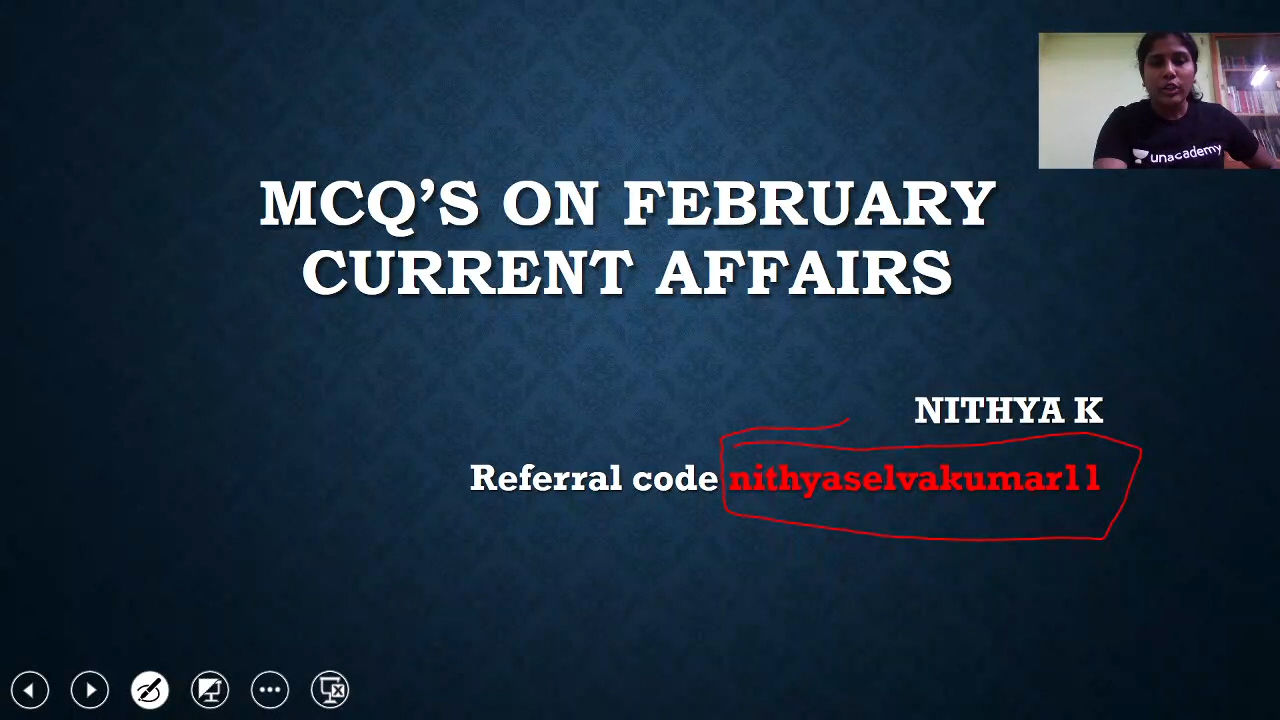 unacademy
MCQ’S ON FEBRUARY
CURRENT AFFAIRS
NITHYA K
Referral code nithyaselvakumar11